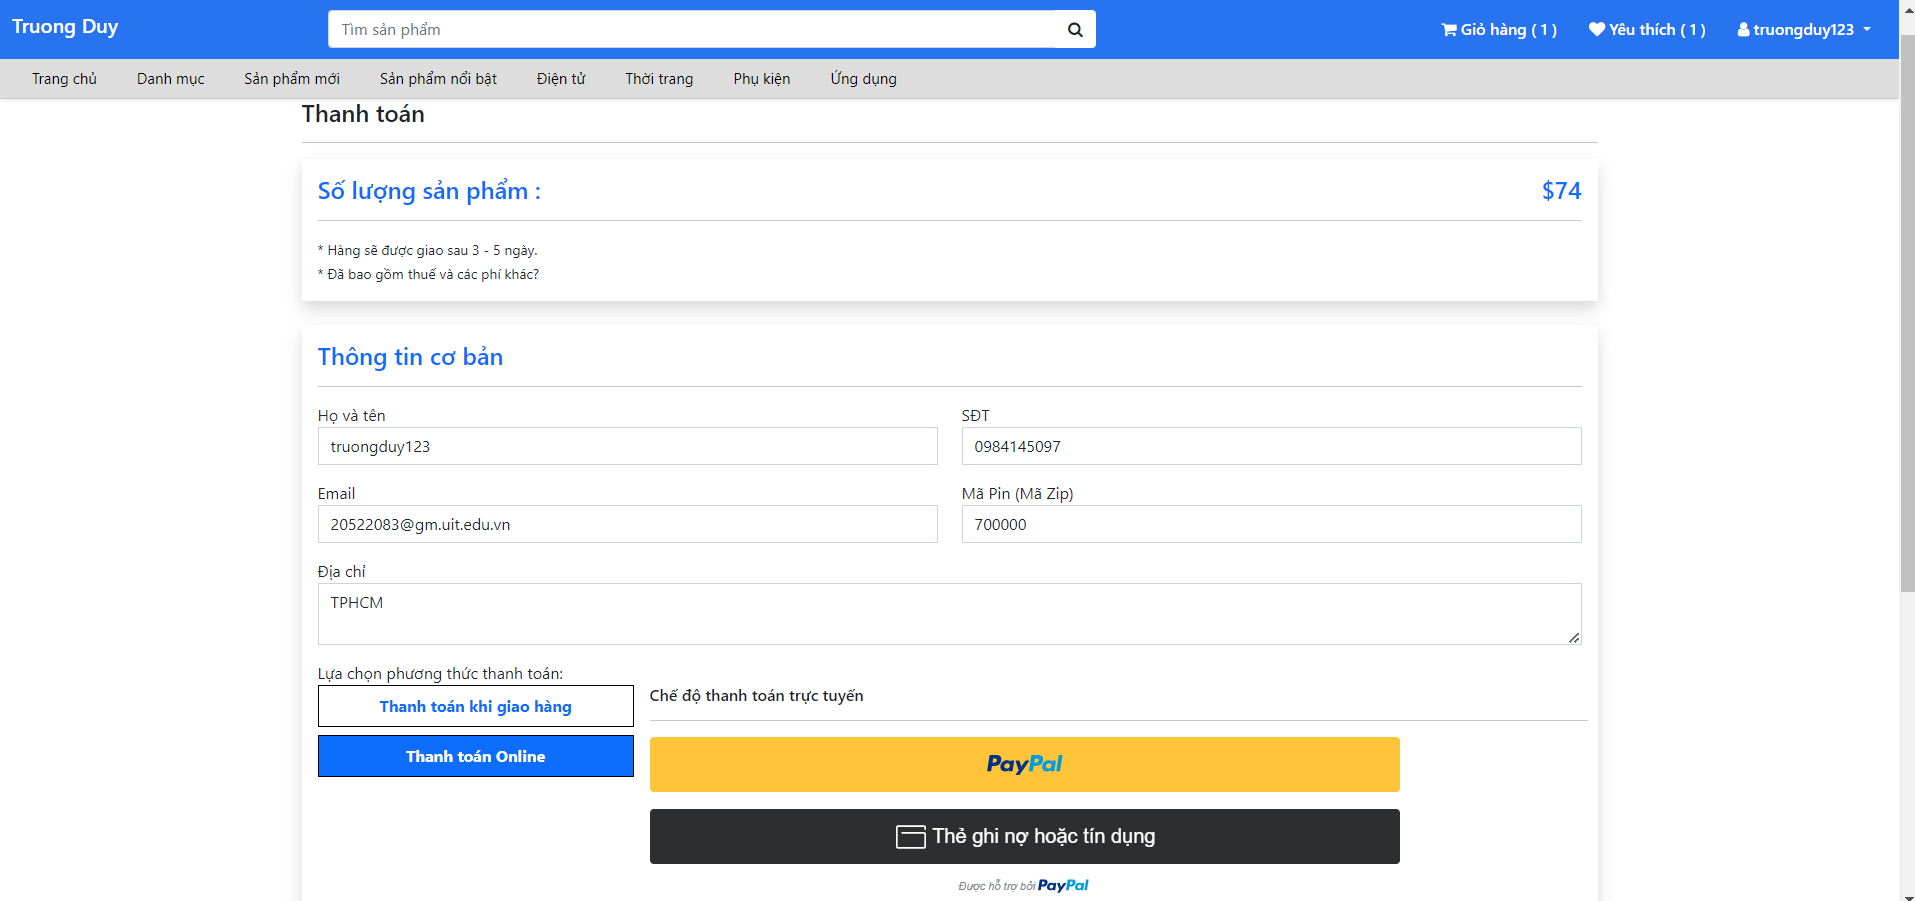 Truong Duy
Tìm sản phẩm
Giỏ hàng ( 1 )
Yêu thích ( 1 )
truongduy123
Trang chủ
Danh mục
Sản phẩm mới
Sản phẩm nổi bật
Điện tử
Thời trang
Phụ kiện
Ứng dụng
Thanh toán
Số lượng sản phẩm :
$74
* Hàng sẽ được giao sau 3 - 5 ngày.
* Đã bao gồm thuế và các phí khác?
Thông tin cơ bản
Họ và tên
SĐT
truongduy123
0984145097
Email
Mã Pin (Mã Zip)
20522083@gm.uit.edu.vn
700000
Địa chỉ
TPHCM
Lựa chọn phương thức thanh toán:
Thanh toán khi giao hàng
Thanh toán Online
Chế độ thanh toán trực tuyến
PayPal
Thẻ ghi nợ hoặc tín dụng
Được hỗ trợ bởi PayPal